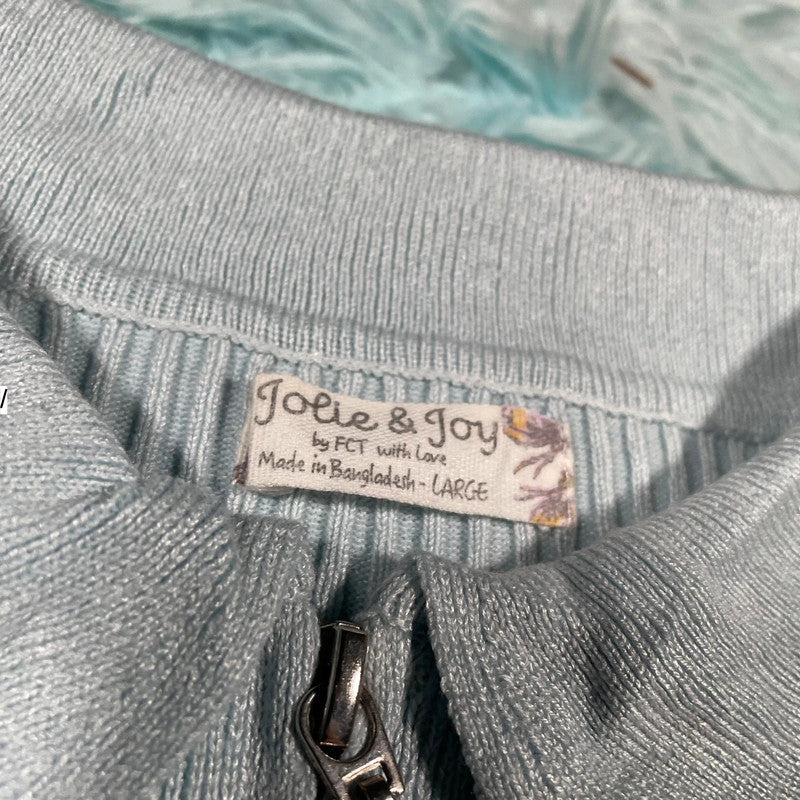 Jolie & Joy
by FCT with Love
Made in Bangladesh - LARGE
/